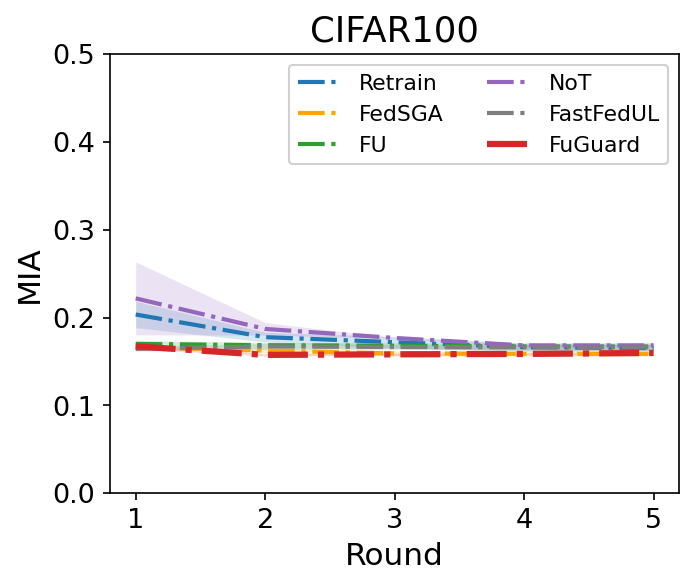 CIFAR100
Retrain
FedSGA
FU
NoT
FastFedUL
FuGuard
MIA
0.5
0.4
0.3
0.2
0.1
0.0
1 2 3 4 5
Round